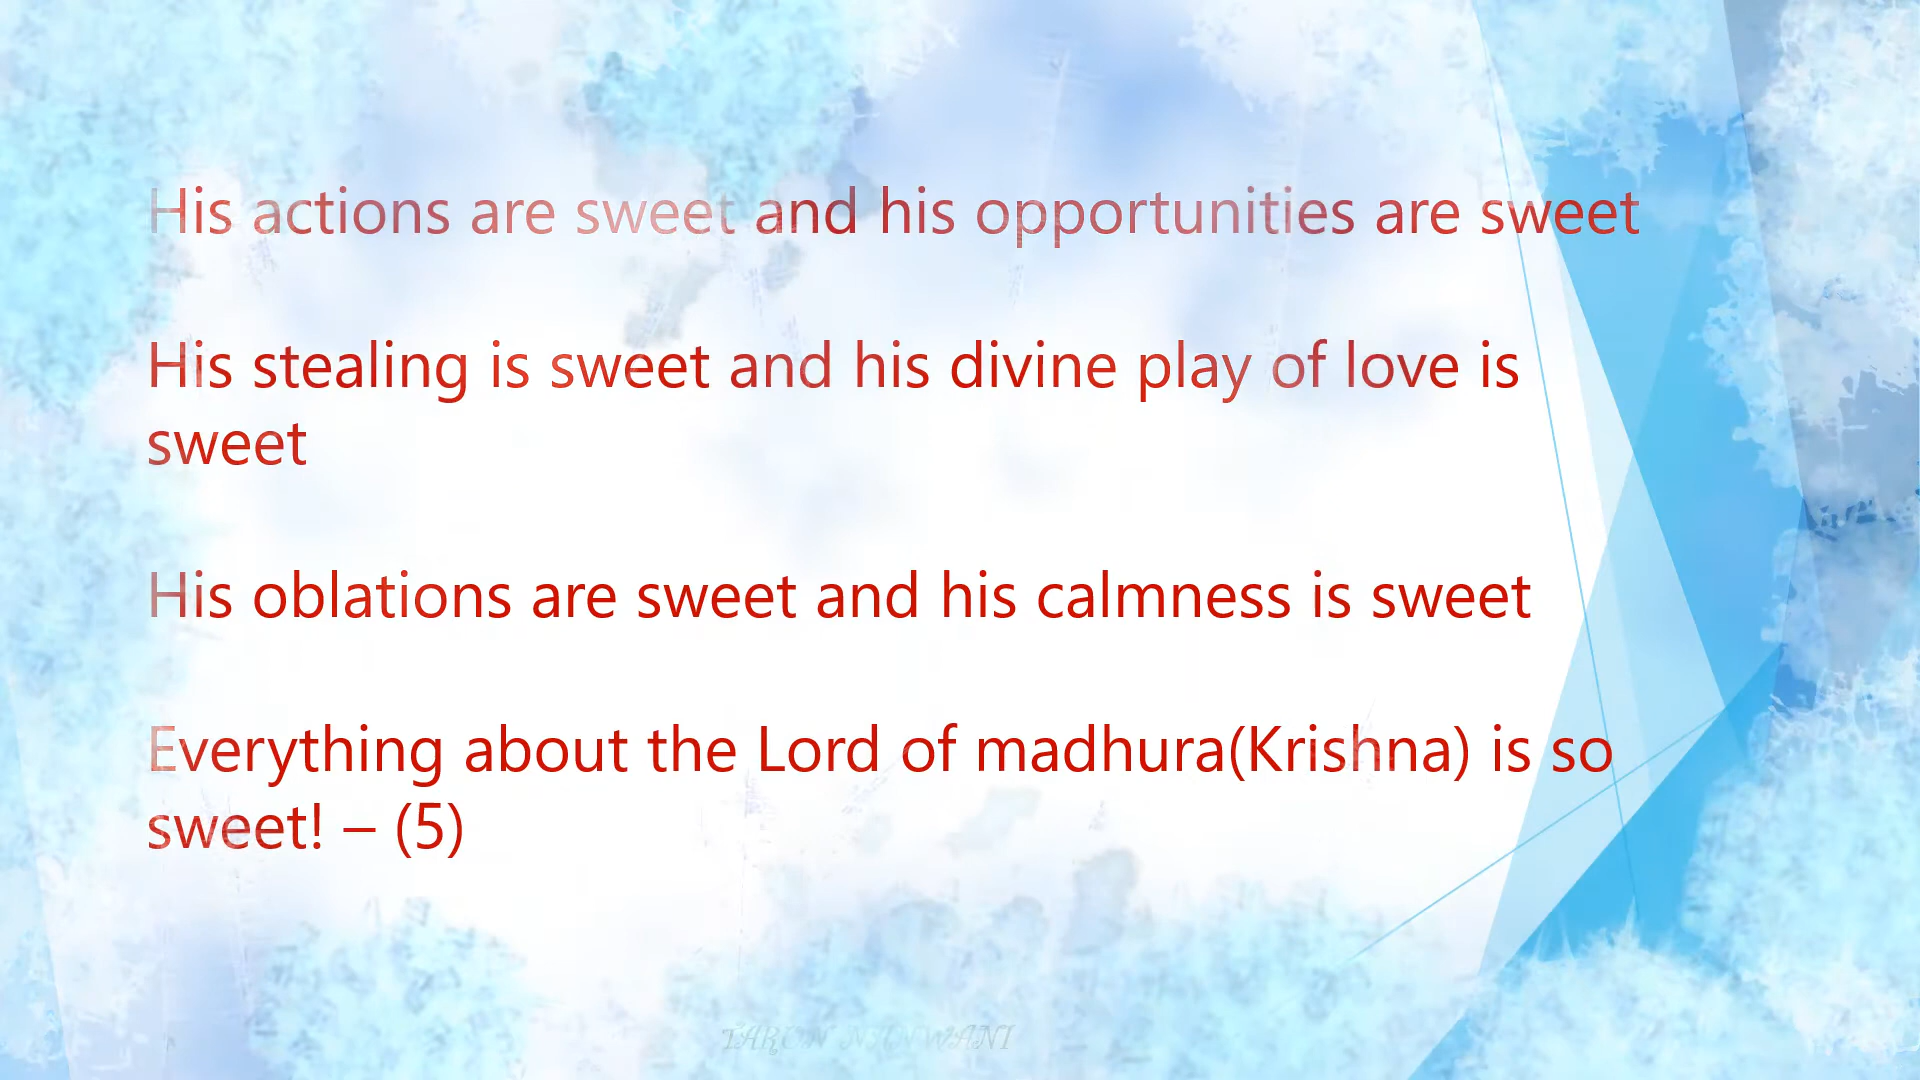 His actions are sweet and his opportunities are sweet
His stealing is sweet and his divine play of love is
sweet
His oblations are sweet and his calmness is sweet
Everything about the Lord of madhura(Krishna) is so
sweet! – (5)
TARUN NANWANI